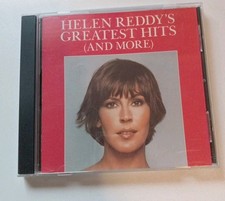 HELEN REDDY'S
GREATEST HITS
(AND MORE)